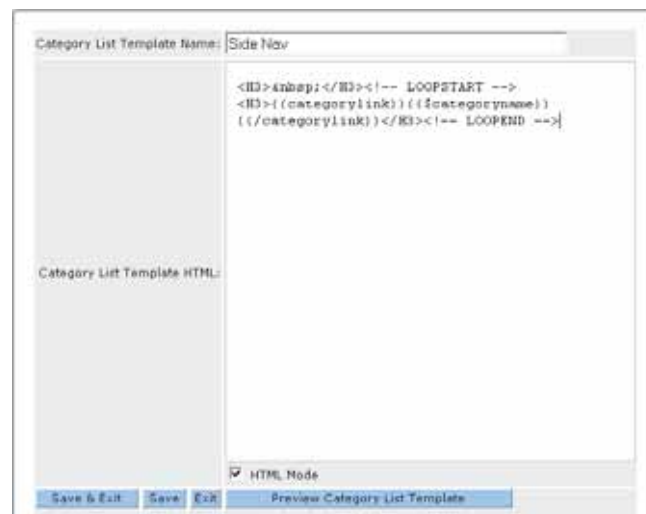 Category List Template Name: Side Nav
<H3>&nbsp;</H3><!-- LOOPSTART -->
<H3>((categorylink))(($categoryname))
((/categorylink))</H3><!-- LOOPEND -->
Category List Template HTML:
HTML Mode
Save & Exit Save Exit Preview Category List Template